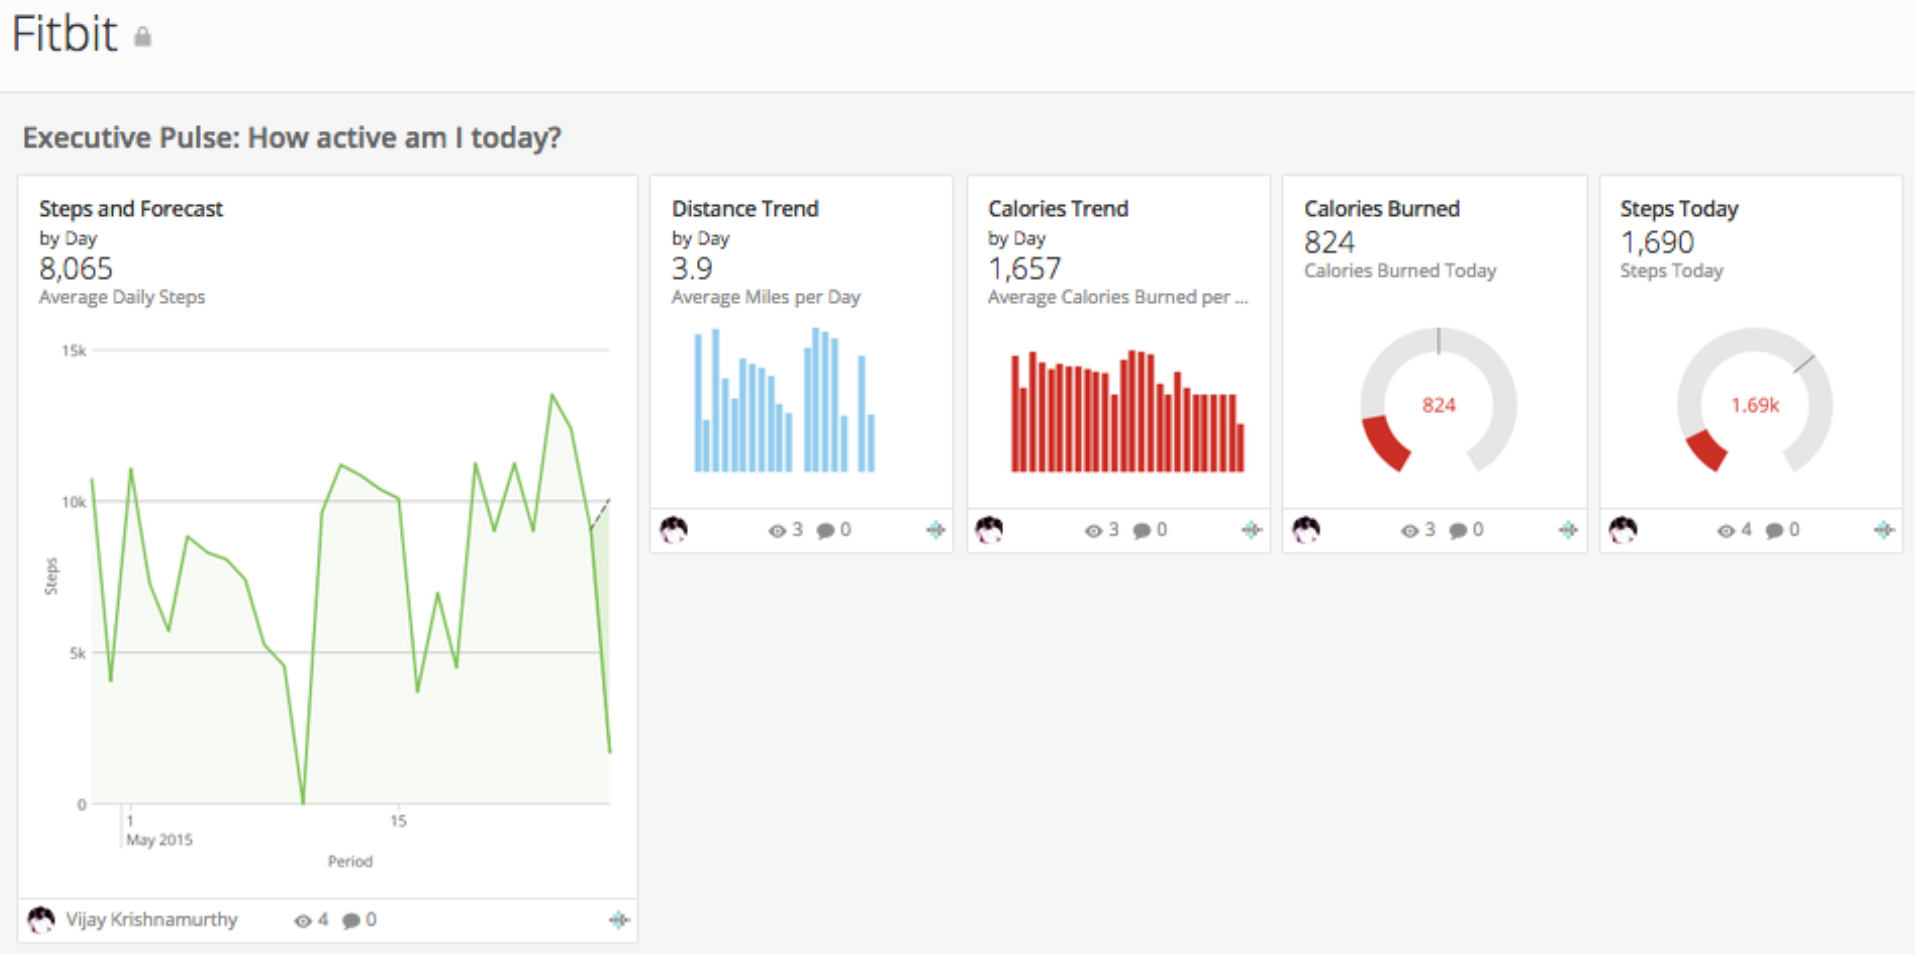 Fitbit
Executive Pulse: How active am I today?
Steps and Forecast
by Day
8,065
Average Daily Steps
15k
10k
5k
0
Steps
1
15
May 2015
Period
Vijay Krishnamurthy
4
0
Distance Trend
by Day
3.9
Average Miles per Day
3
0
Calories Trend
by Day
1,657
Average Calories Burned per ...
3
0
Calories Burned
824
Calories Burned Today
824
3
0
Steps Today
1,690
Steps Today
1.69k
4
0